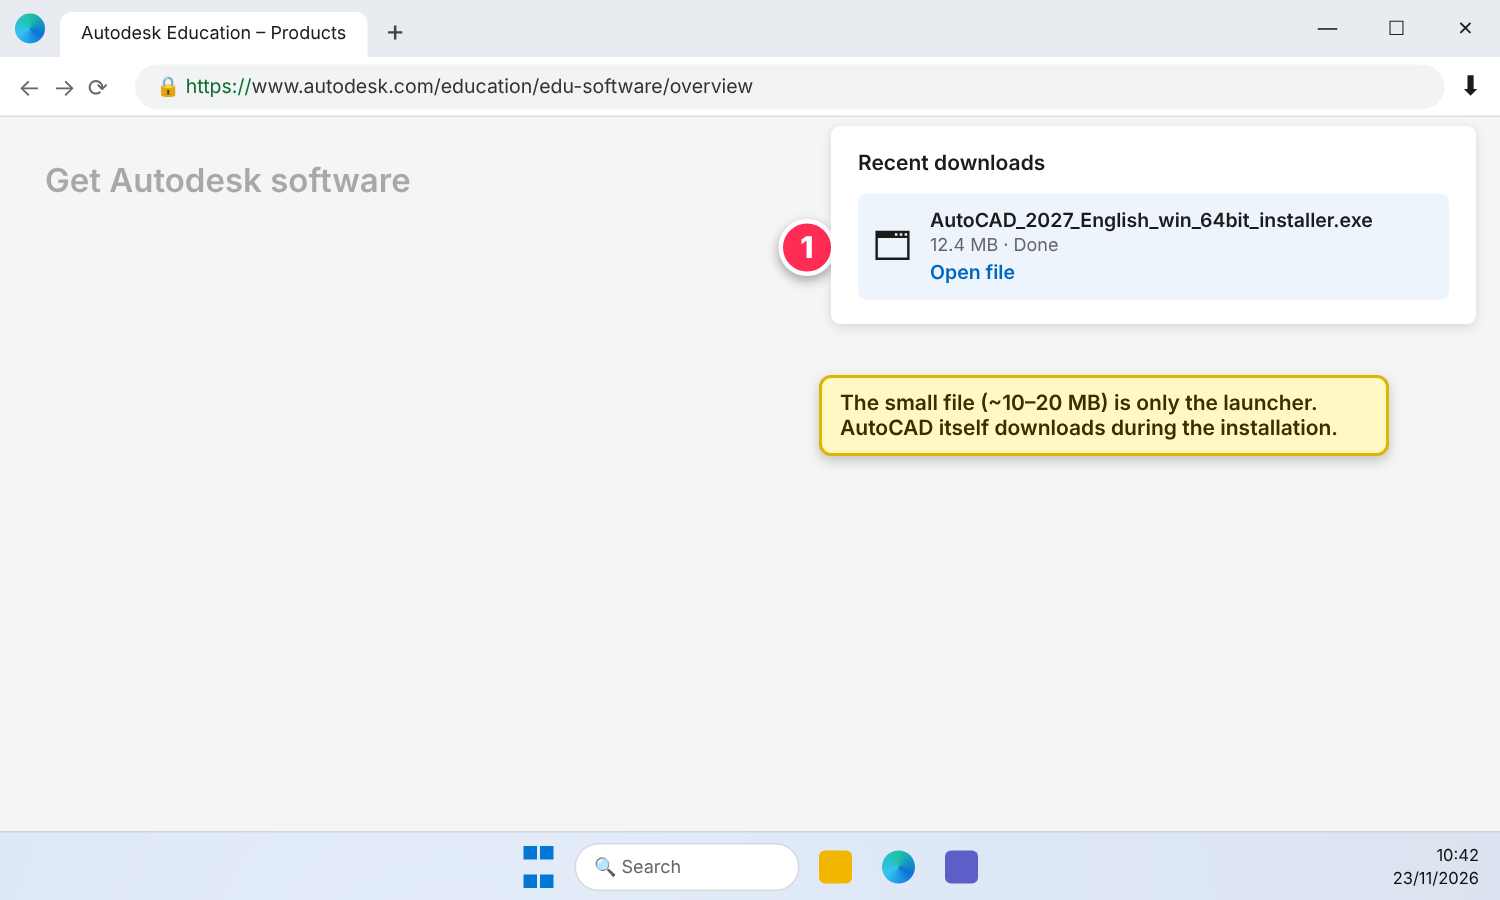 Autodesk Education – Products
https://www.autodesk.com/education/edu-software/overview
Get Autodesk software
Recent downloads
AutoCAD_2027_English_win_64bit_installer.exe
12.4 MB · Done
Open file
1
The small file (~10–20 MB) is only the launcher.
AutoCAD itself downloads during the installation.
Search
10:42
23/11/2026